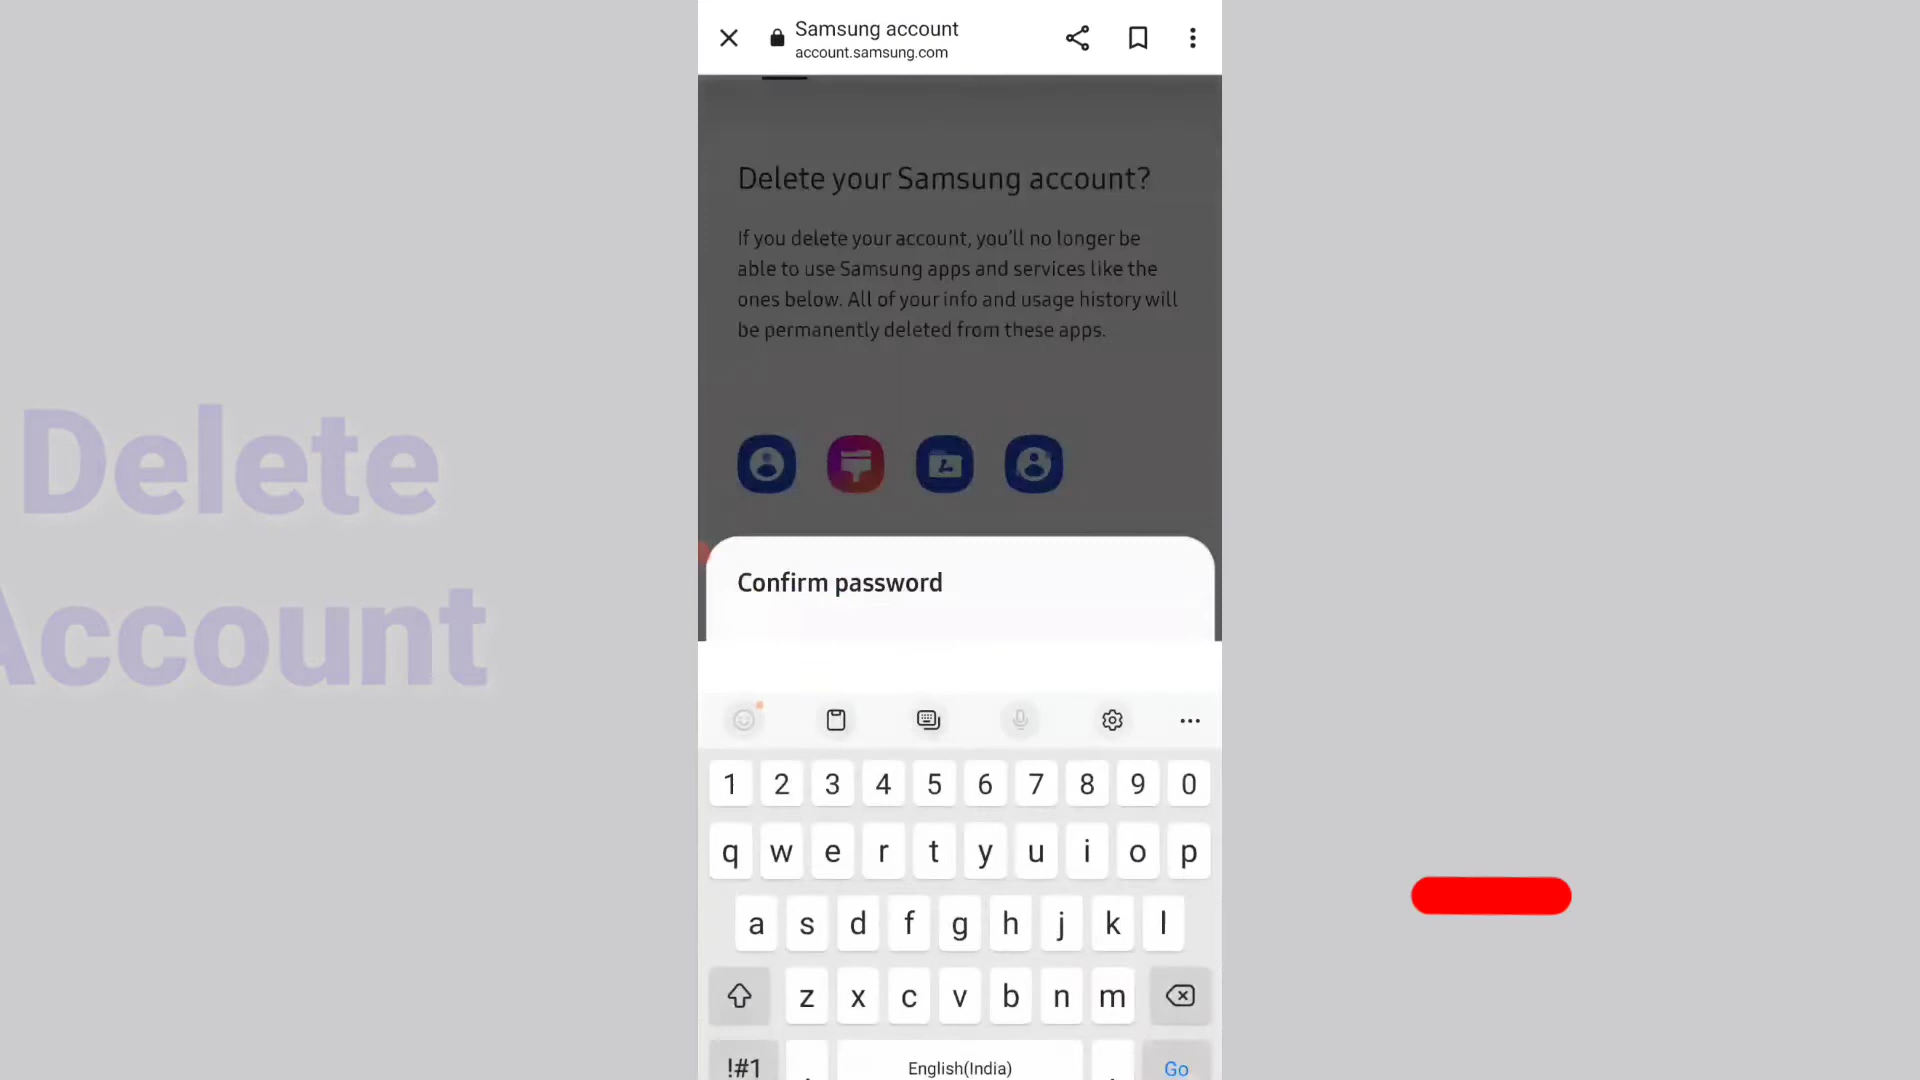 Samsung account
account.samsung.com
Delete your Samsung account?
If you delete your account, you'll no longer be
able to use Samsung apps and services like the
ones below. All of your info and usage history will
be permanently deleted from these apps.
Delete
Account
Confirm password
1 2 3 4 5 6 7 8 9 0
q w e r t y u i o p
a s d f g h j k l
z x c v b n m
!#1 , English(India) . Go